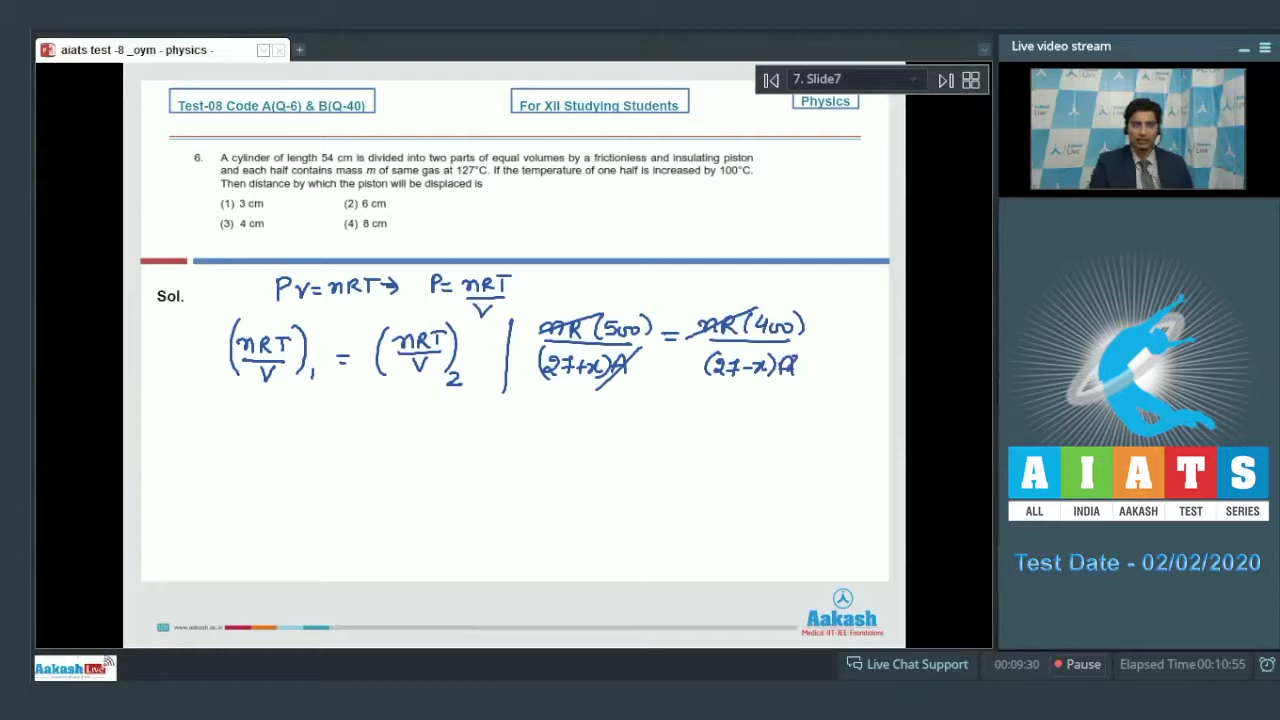 aiats test -8 _oym - physics -
Live video stream
7. Slide7
Test-08 Code A(Q-6) & B(Q-40)
For XII Studying Students
Physics
6. A cylinder of length 54 cm is divided into two parts of equal volumes by a frictionless and insulating piston
and each half contains mass m of same gas at 127°C. If the temperature of one half is increased by 100°C.
Then distance by which the piston will be displaced is
(1) 3 cm (2) 6 cm
(3) 4 cm (4) 8 cm
Sol.
PV = nRT → P = nRT/V
(nRT/V)₁ = (nRT/V)₂ | nR(500)/(27+x)A = nR(400)/(27-x)A
AIATS
ALL INDIA AAKASH TEST SERIES
Test Date - 02/02/2020
www.aakash.ac.in
Aakash
Medical IIT-JEE Foundations
Aakash Live
Live Chat Support
00:09:30
Pause
Elapsed Time 00:10:55